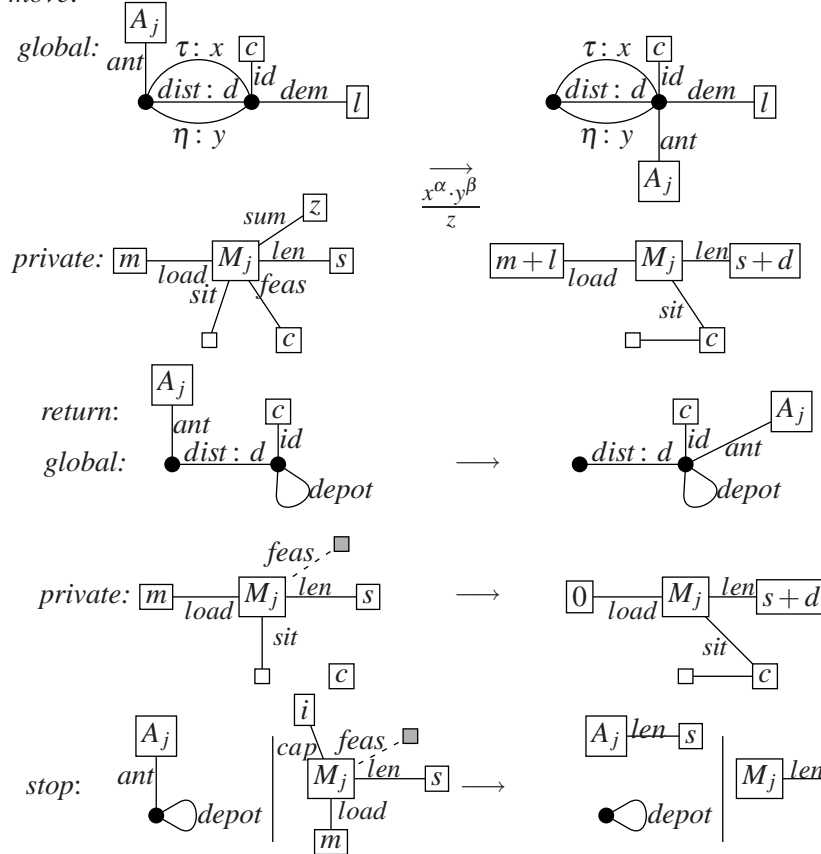 move:
A_j
global: ant τ: x c id dist: d dem l η: y
τ: x c id dist: d dem l η: y ant
A_j
x^α · y^β / z
private: m load M_j sum z len s sit feas c
m + l load M_j len s + d sit c
return:
A_j
global: ant dist: d c id depot
dist: d c id ant A_j depot
private: m load M_j feas len s sit c
0 load M_j len s + d sit c
stop: A_j ant depot
i cap M_j feas len s load m
A_j len s depot
M_j len